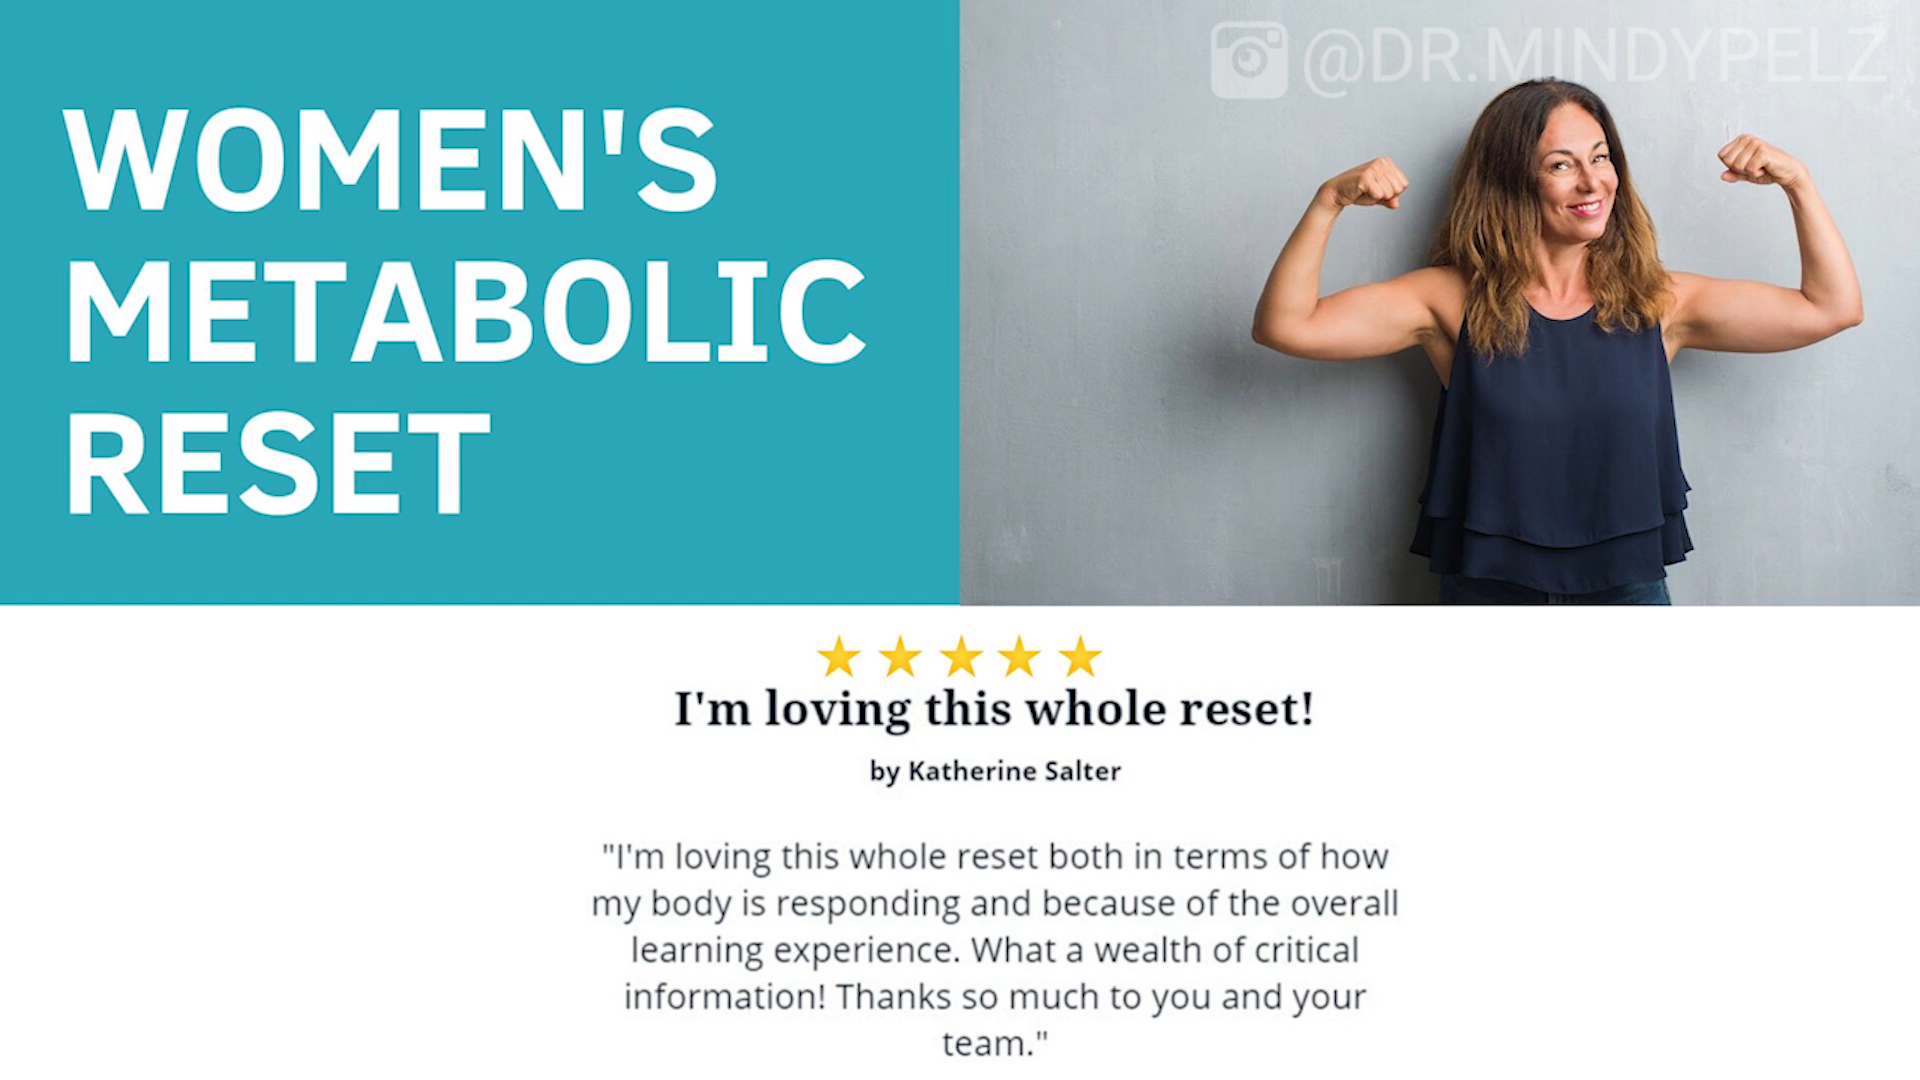 WOMEN'S
METABOLIC
RESET
@DR.MINDYPELZ
I'm loving this whole reset!
by Katherine Salter
"I'm loving this whole reset both in terms of how
my body is responding and because of the overall
learning experience. What a wealth of critical
information! Thanks so much to you and your
team."